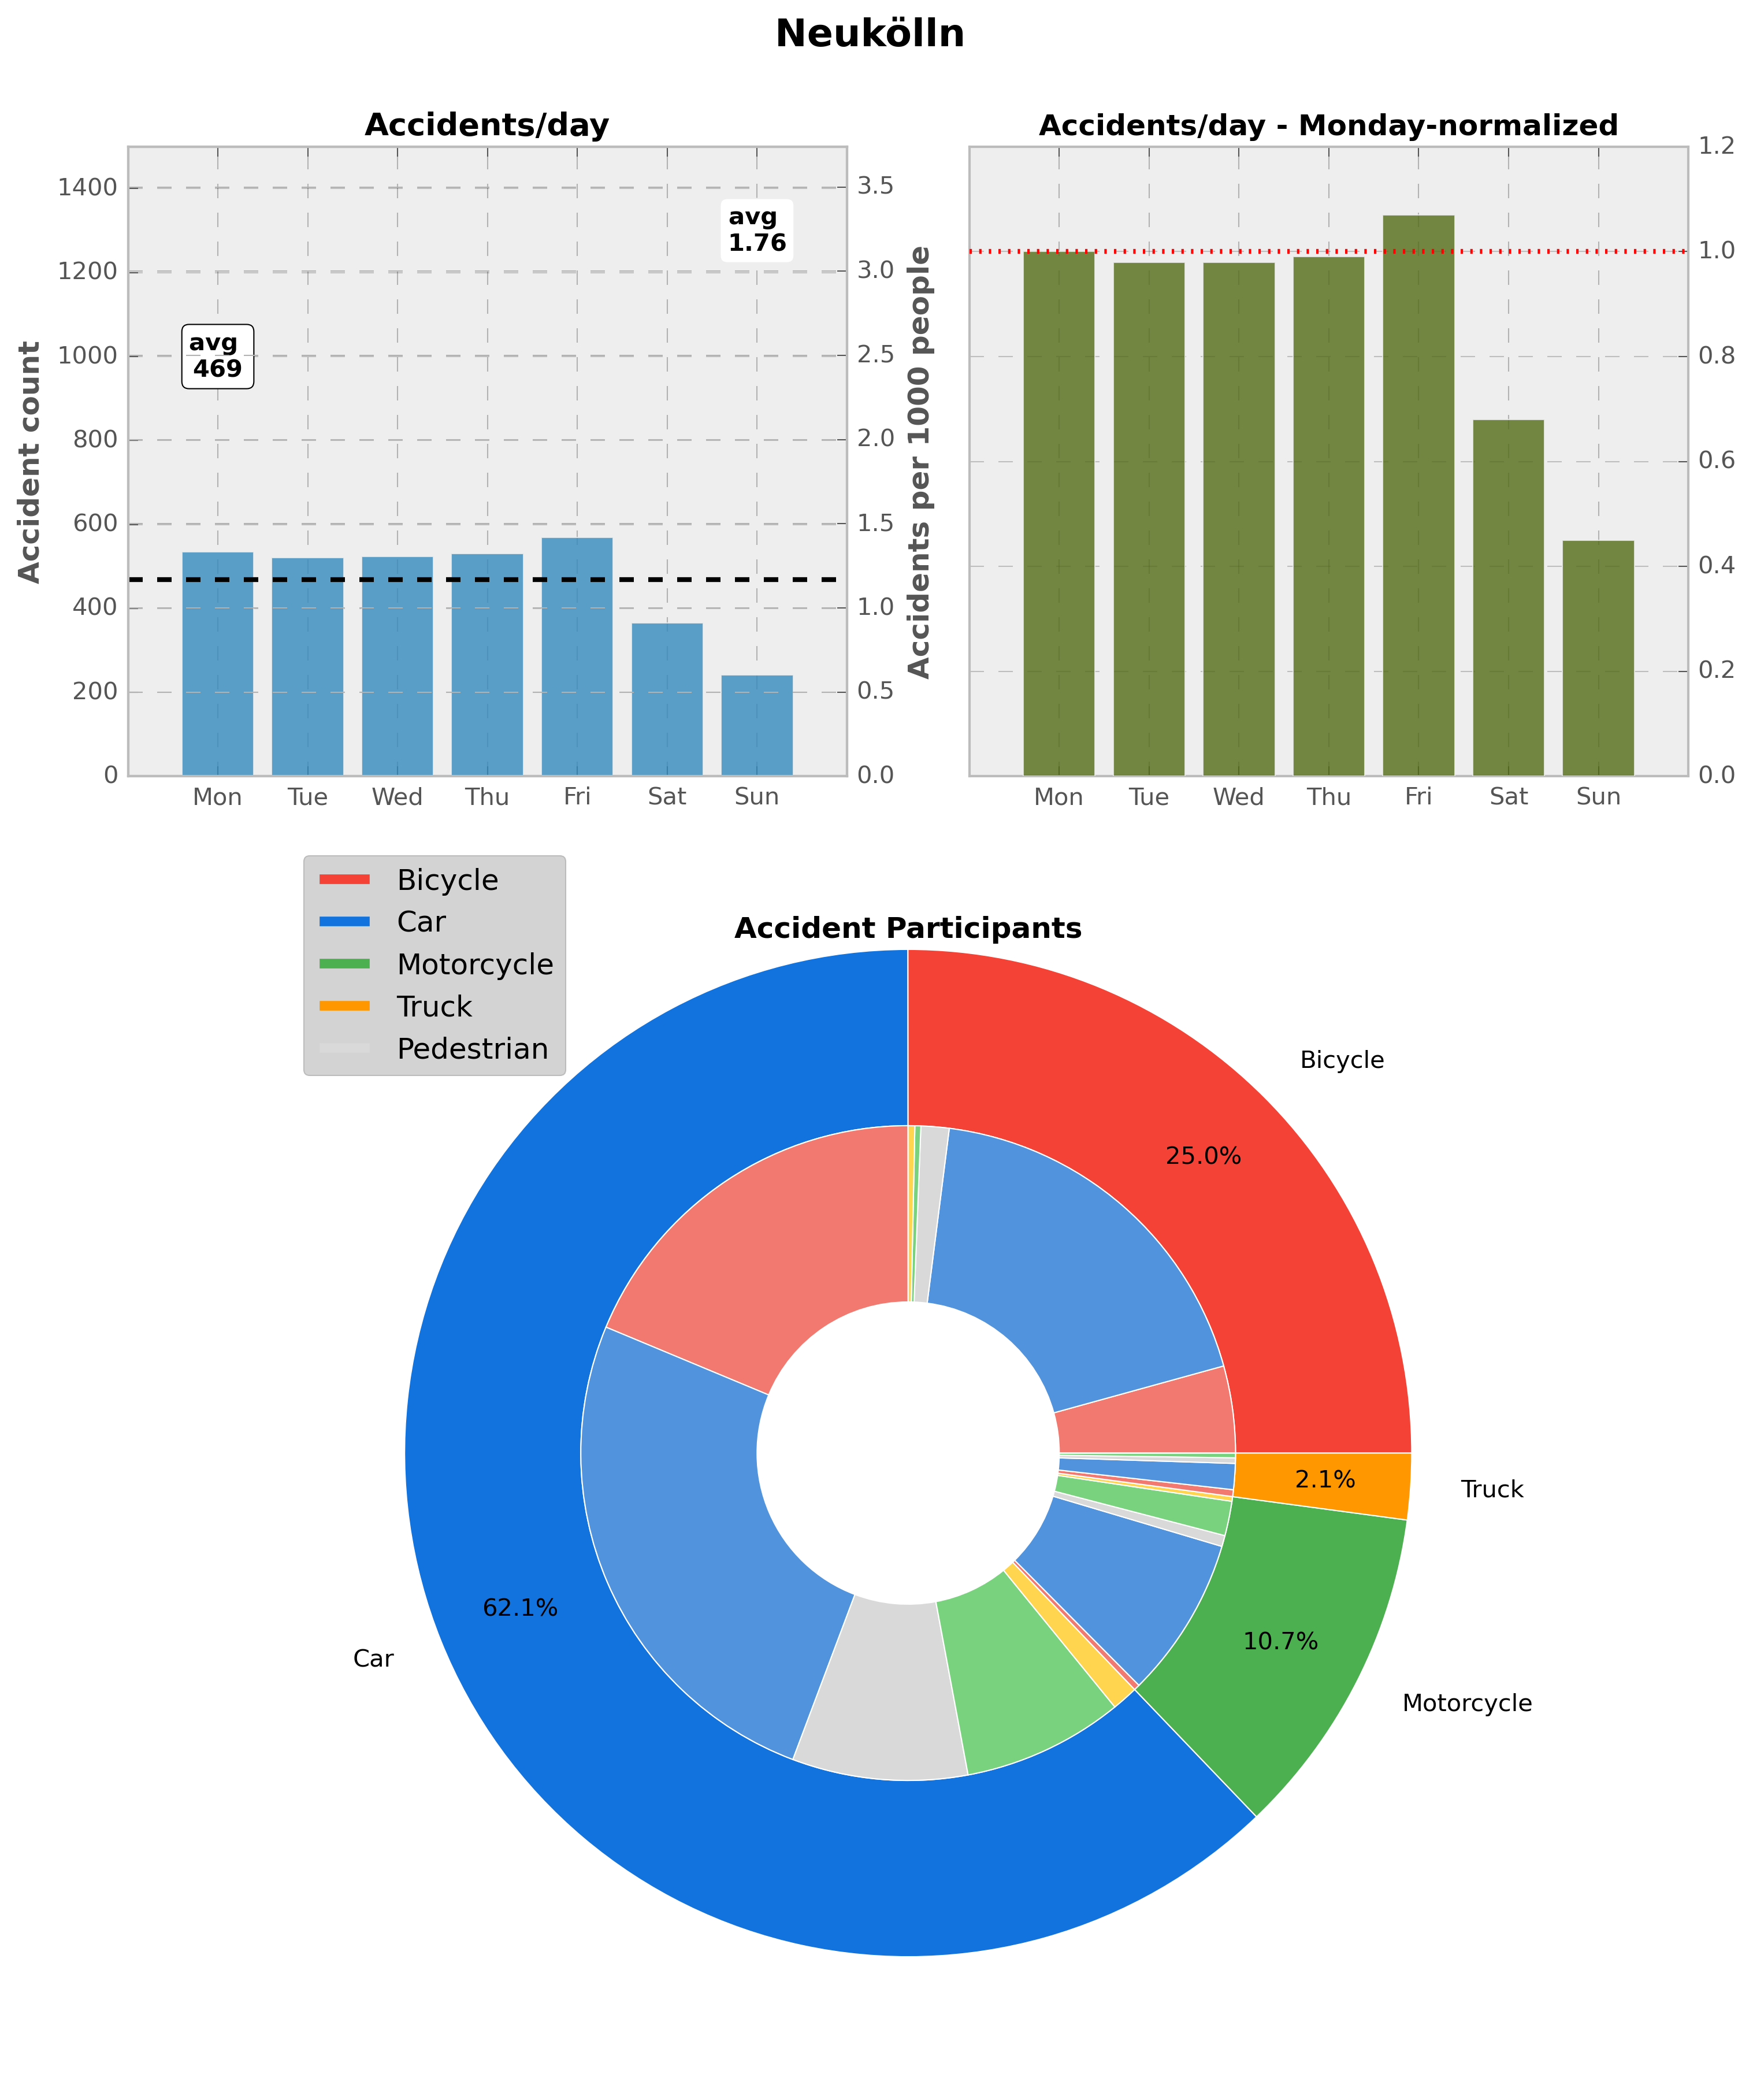 Neukölln
Accidents/day
Accident count
1400
1200
1000
800
600
400
200
0
avg
469
avg
1.76
3.5
3.0
2.5
2.0
1.5
1.0
0.5
0.0
Accidents per 1000 people
Mon Tue Wed Thu Fri Sat Sun
Accidents/day - Monday-normalized
1.2
1.0
0.8
0.6
0.4
0.2
0.0
Mon Tue Wed Thu Fri Sat Sun
Bicycle
Car
Motorcycle
Truck
Pedestrian
Accident Participants
Bicycle
25.0%
Truck
2.1%
62.1%
Car
10.7%
Motorcycle